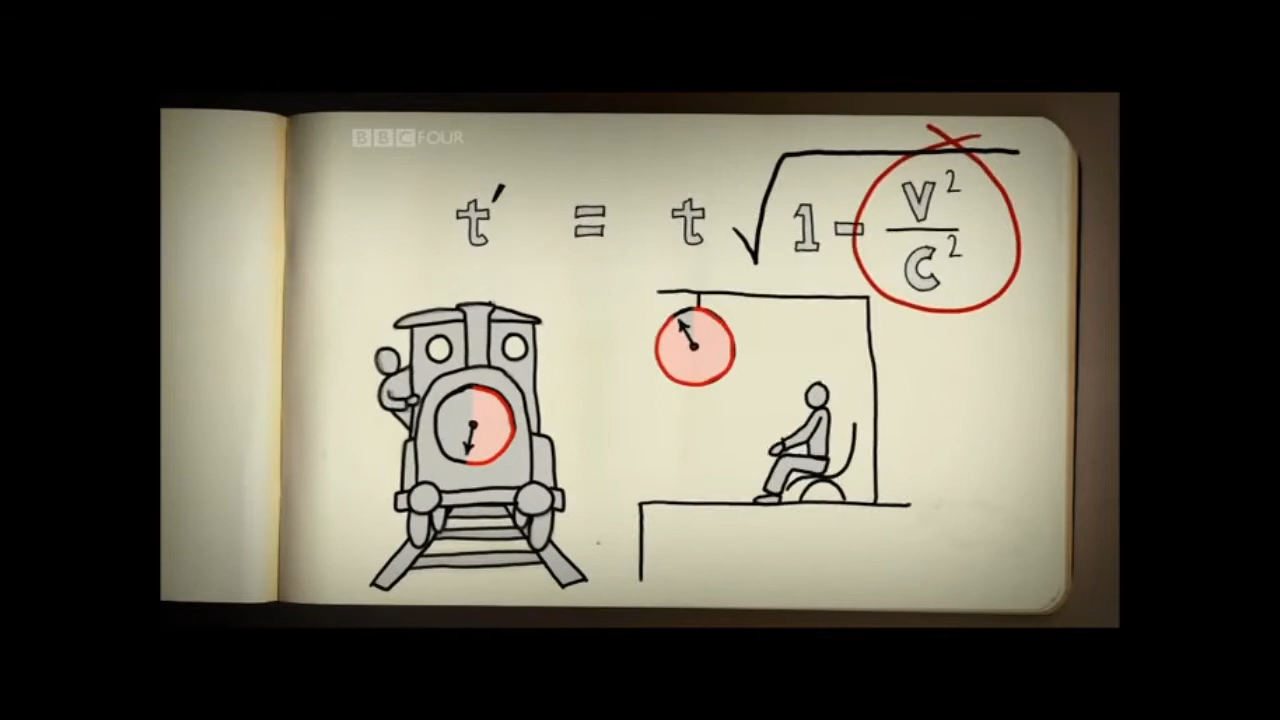 BBC FOUR
t′ = t √1 - V²/C²